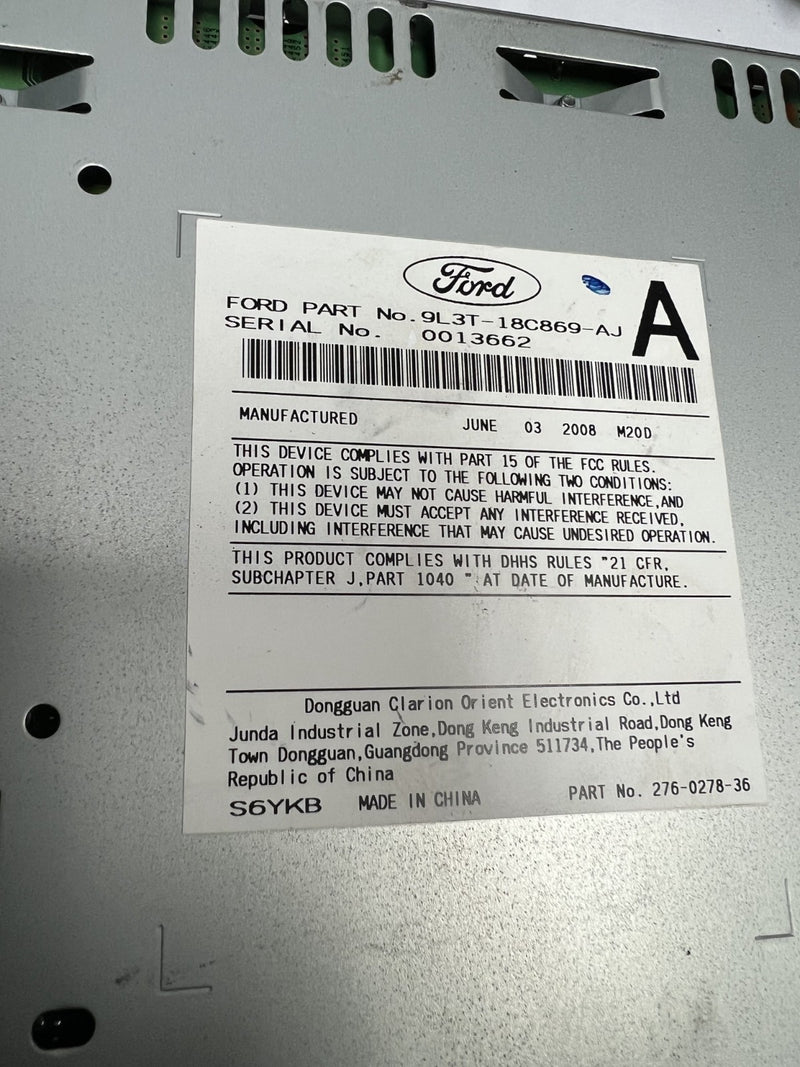 Ford
A
FORD PART No.9L3T-18C869-AJ
SERIAL No. 0013662
MANUFACTURED JUNE 03 2008 M20D
THIS DEVICE COMPLIES WITH PART 15 OF THE FCC RULES.
OPERATION IS SUBJECT TO THE FOLLOWING TWO CONDITIONS:
(1) THIS DEVICE MAY NOT CAUSE HARMFUL INTERFERENCE,AND
(2) THIS DEVICE MUST ACCEPT ANY INTERFERENCE RECEIVED,
INCLUDING INTERFERENCE THAT MAY CAUSE UNDESIRED OPERATION.
THIS PRODUCT COMPLIES WITH DHHS RULES "21 CFR,
SUBCHAPTER J,PART 1040 " AT DATE OF MANUFACTURE.
Dongguan Clarion Orient Electronics Co.,Ltd
Junda Industrial Zone,Dong Keng Industrial Road,Dong Keng
Town Dongguan,Guangdong Province 511734,The People's
Republic of China
S6YKB MADE IN CHINA PART No. 276-0278-36